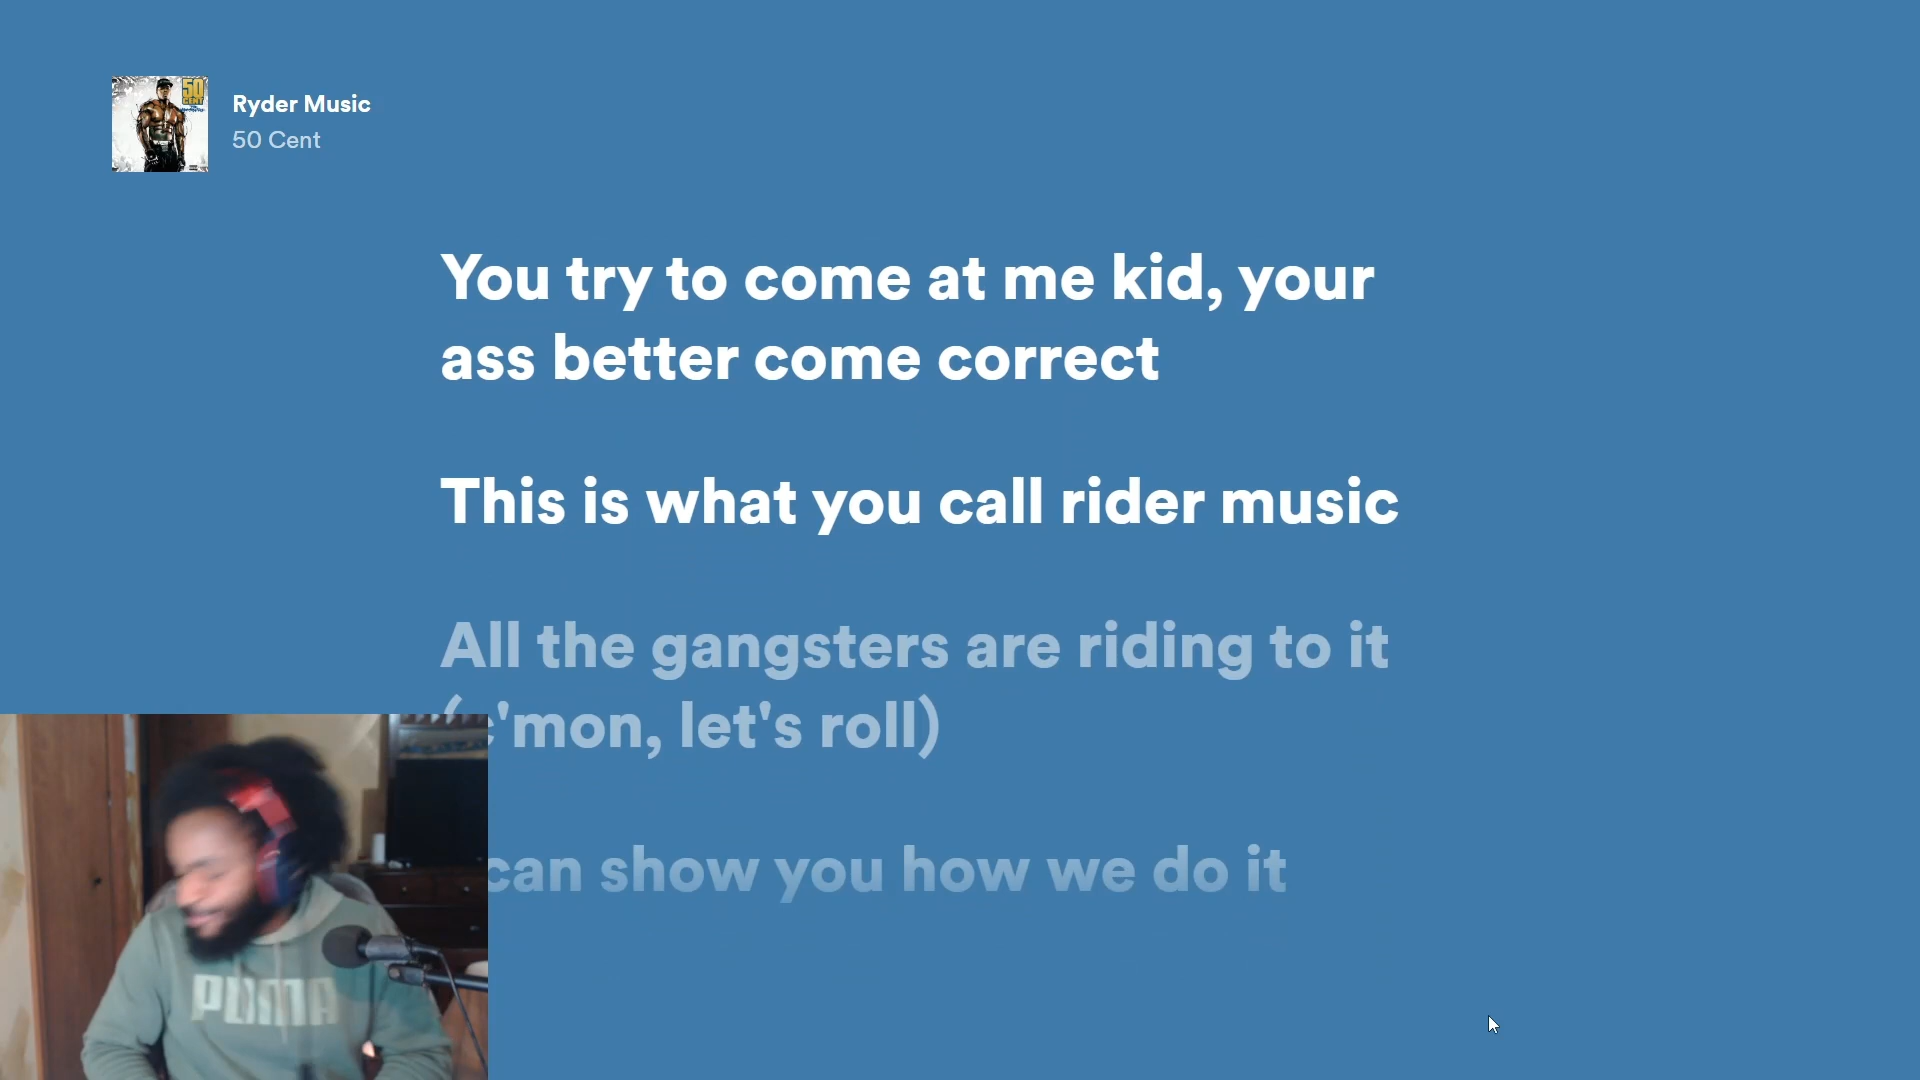 50
CENT
Ryder Music
50 Cent
You try to come at me kid, your
ass better come correct
This is what you call rider music
All the gangsters are riding to it
(c'mon, let's roll)
can show you how we do it
PUMA